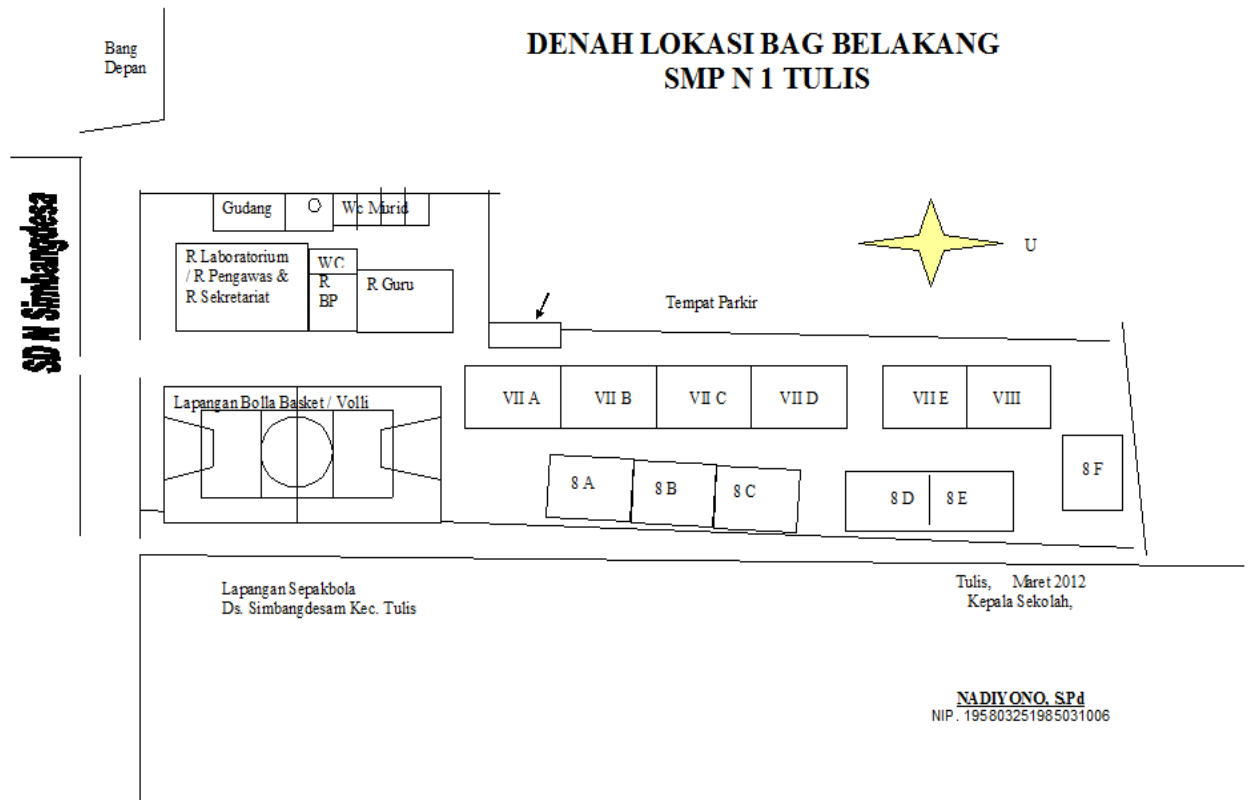 DENAH LOKASI BAG BELAKANG
SMP N 1 TULIS
Bang
Depan
SD N Simbangdesa
Gudang
Wc Murid
R Laboratorium
/ R Pengawas &
R Sekretariat
WC
R
BP
R Guru
U
Tempat Parkir
Lapangan Bolla Basket / Volli
VII A
VII B
VII C
VII D
VII E
VIII
8 A
8 B
8 C
8 D
8 E
8 F
Lapangan Sepakbola
Ds. Simbangdesam Kec. Tulis
Tulis, Maret 2012
Kepala Sekolah,
NADIYONO, S.Pd
NIP. 195803251985031006